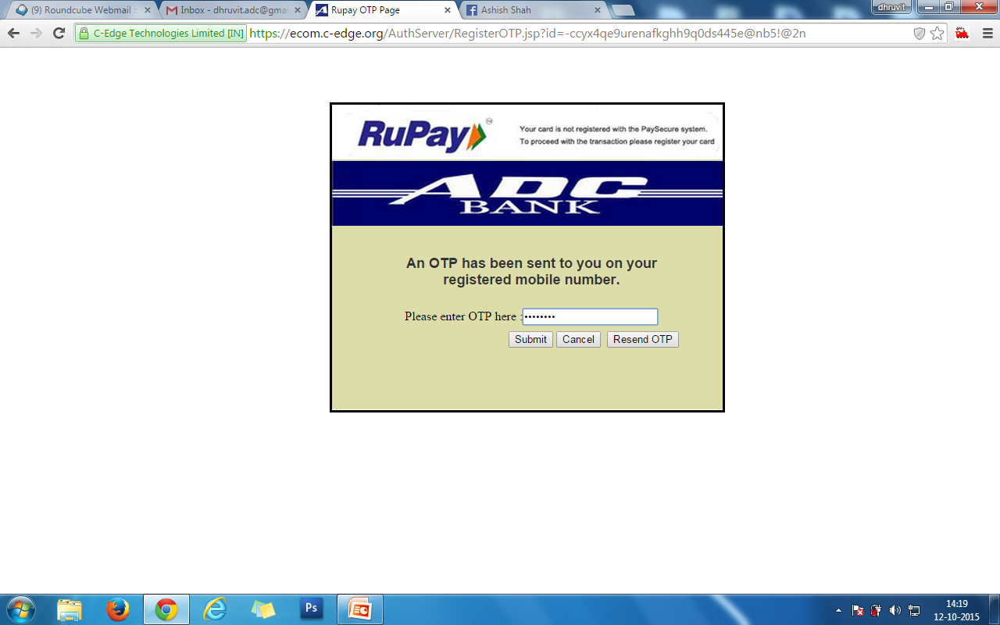 (9) Roundcube Webmail ::
Inbox - dhruvit.adc@gmai
Rupay OTP Page
Ashish Shah
dhruvit
C-Edge Technologies Limited [IN]
https://ecom.c-edge.org/AuthServer/RegisterOTP.jsp?id=-ccyx4qe9urenafkghh9q0ds445e@nb5!@2n
RuPay
Your card is not registered with the PaySecure system.
To proceed with the transaction please register your card
ADC
BANK
An OTP has been sent to you on your
registered mobile number.
Please enter OTP here :
Submit Cancel Resend OTP
Ps
14:19
12-10-2015